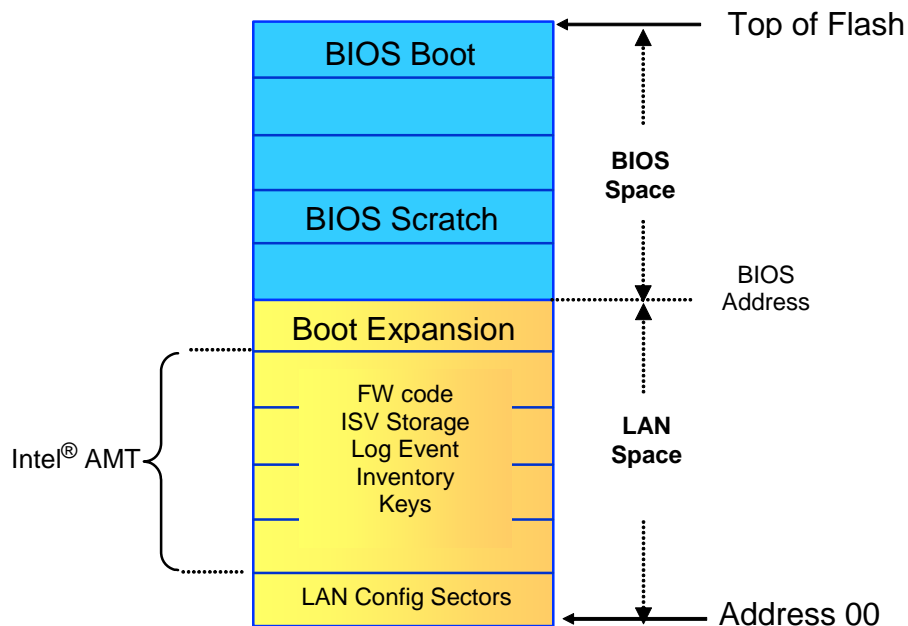 Top of Flash
BIOS Boot
BIOS
Space
BIOS Scratch
BIOS
Address
Boot Expansion
FW code
ISV Storage
Log Event
Inventory
Keys
LAN
Space
Intel® AMT
LAN Config Sectors
Address 00